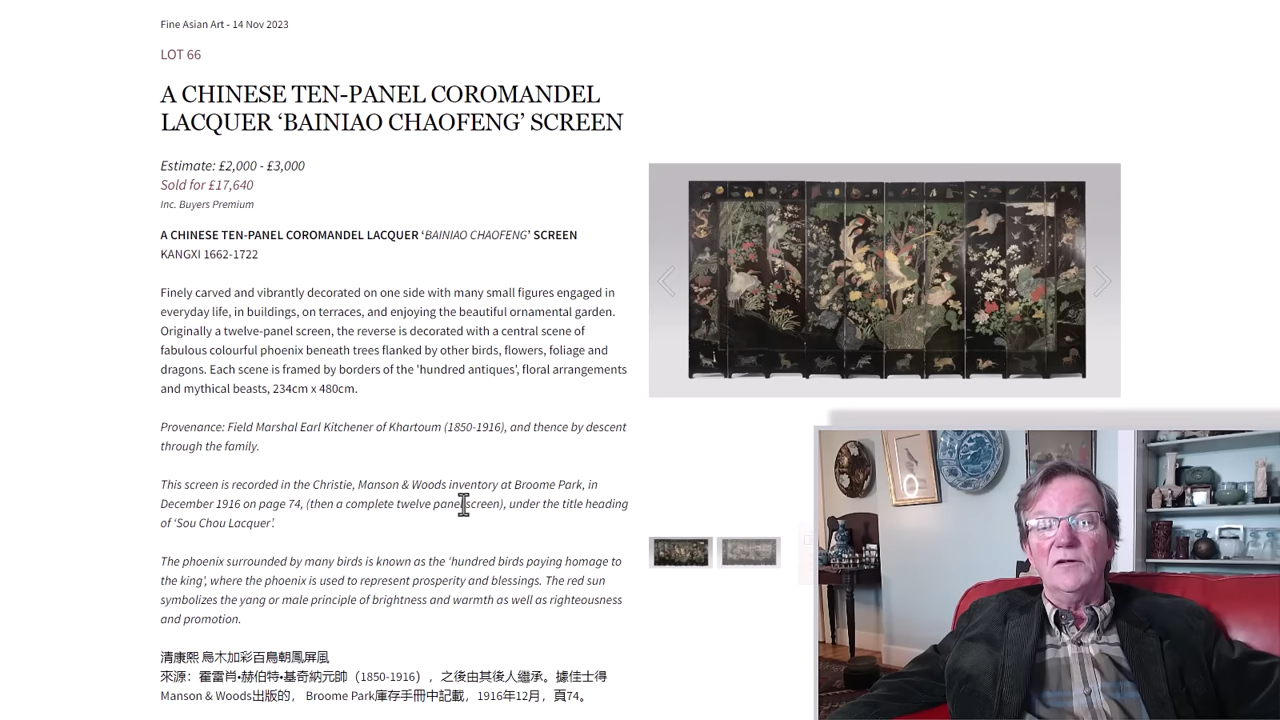 Fine Asian Art - 14 Nov 2023
LOT 66
A CHINESE TEN-PANEL COROMANDEL
LACQUER ‘BAINIAO CHAOFENG’ SCREEN
Estimate: £2,000 - £3,000
Sold for £17,640
Inc. Buyers Premium
A CHINESE TEN-PANEL COROMANDEL LACQUER ‘BAINIAO CHAOFENG’ SCREEN
KANGXI 1662-1722
Finely carved and vibrantly decorated on one side with many small figures engaged in
everyday life, in buildings, on terraces, and enjoying the beautiful ornamental garden.
Originally a twelve-panel screen, the reverse is decorated with a central scene of
fabulous colourful phoenix beneath trees flanked by other birds, flowers, foliage and
dragons. Each scene is framed by borders of the 'hundred antiques', floral arrangements
and mythical beasts, 234cm x 480cm.
Provenance: Field Marshal Earl Kitchener of Khartoum (1850-1916), and thence by descent
through the family.
This screen is recorded in the Christie, Manson & Woods inventory at Broome Park, in
December 1916 on page 74, (then a complete twelve panel screen), under the title heading
of ‘Sou Chou Lacquer’.
The phoenix surrounded by many birds is known as the 'hundred birds paying homage to
the king', where the phoenix is used to represent prosperity and blessings. The red sun
symbolizes the yang or male principle of brightness and warmth as well as righteousness
and promotion.
清康熙 烏木加彩百鳥朝鳳屏風
來源：霍雷肖•赫伯特•基奇納元帥（1850-1916），之後由其後人繼承。據佳士得
Manson & Woods出版的， Broome Park庫存手冊中記載，1916年12月，頁74。